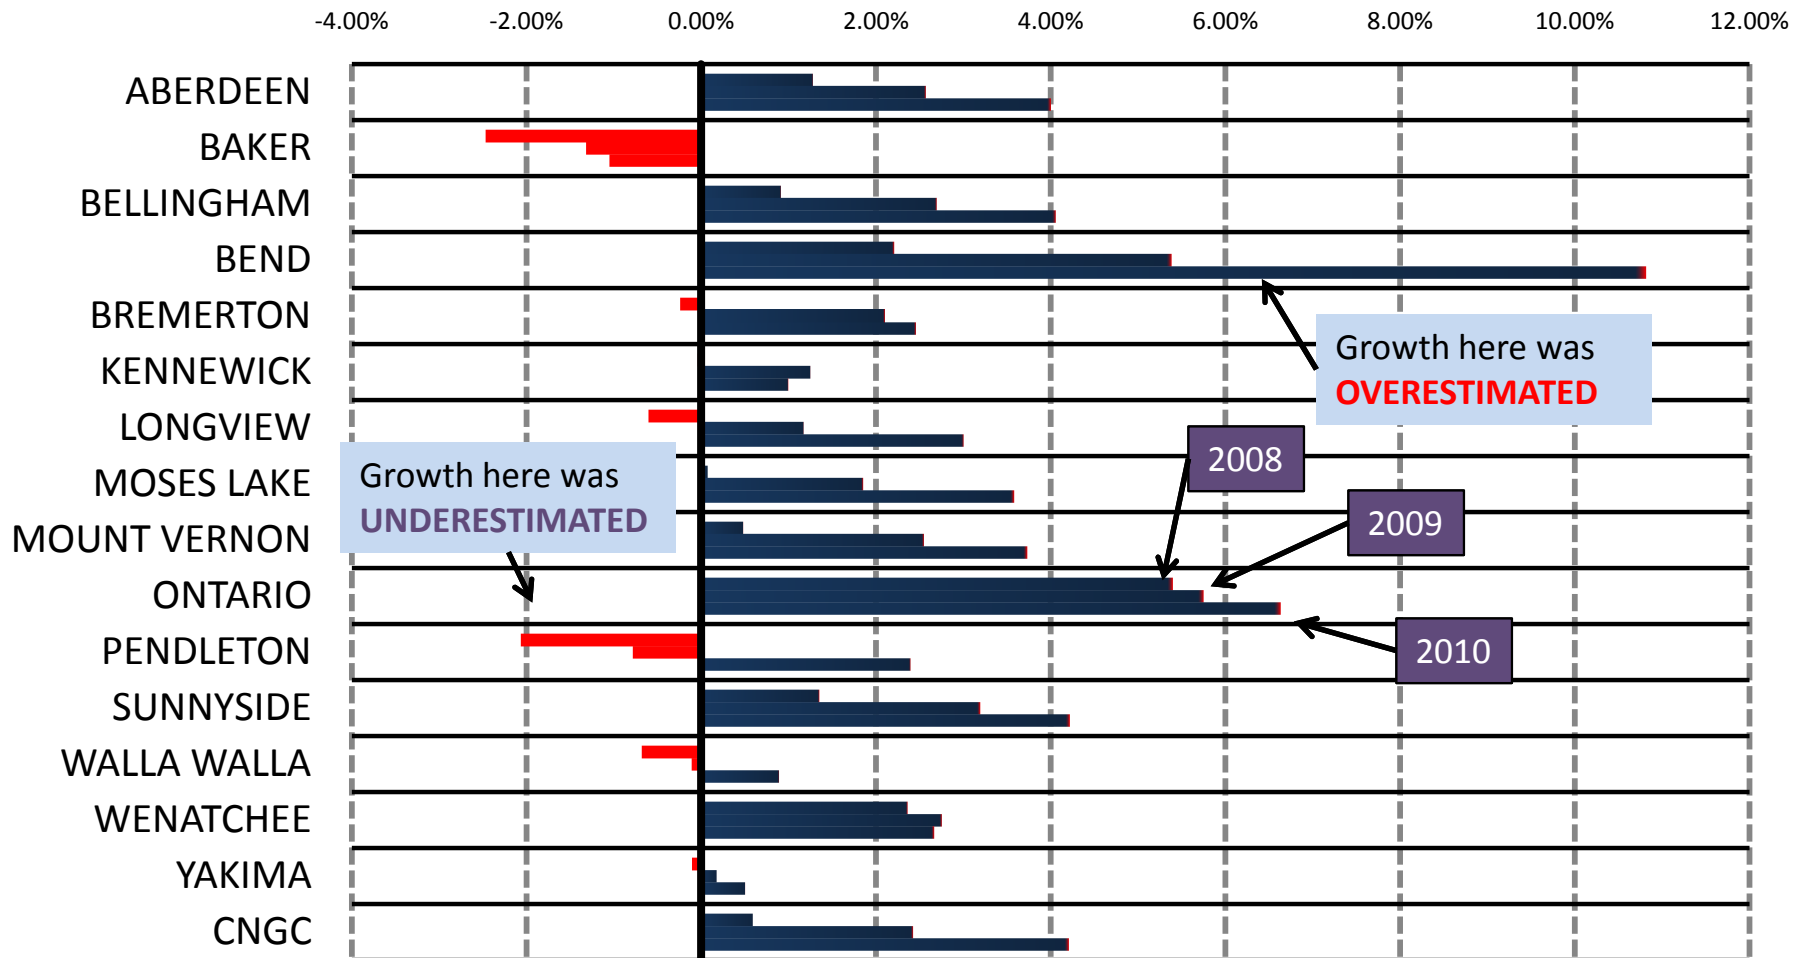 -4.00% -2.00% 0.00% 2.00% 4.00% 6.00% 8.00% 10.00% 12.00%
ABERDEEN
BAKER
BELLINGHAM
BEND
BREMERTON
KENNEWICK
LONGVIEW
MOSES LAKE
MOUNT VERNON
ONTARIO
PENDLETON
SUNNYSIDE
WALLA WALLA
WENATCHEE
YAKIMA
CNGC
Growth here was
OVERESTIMATED
Growth here was
UNDERESTIMATED
2008
2009
2010